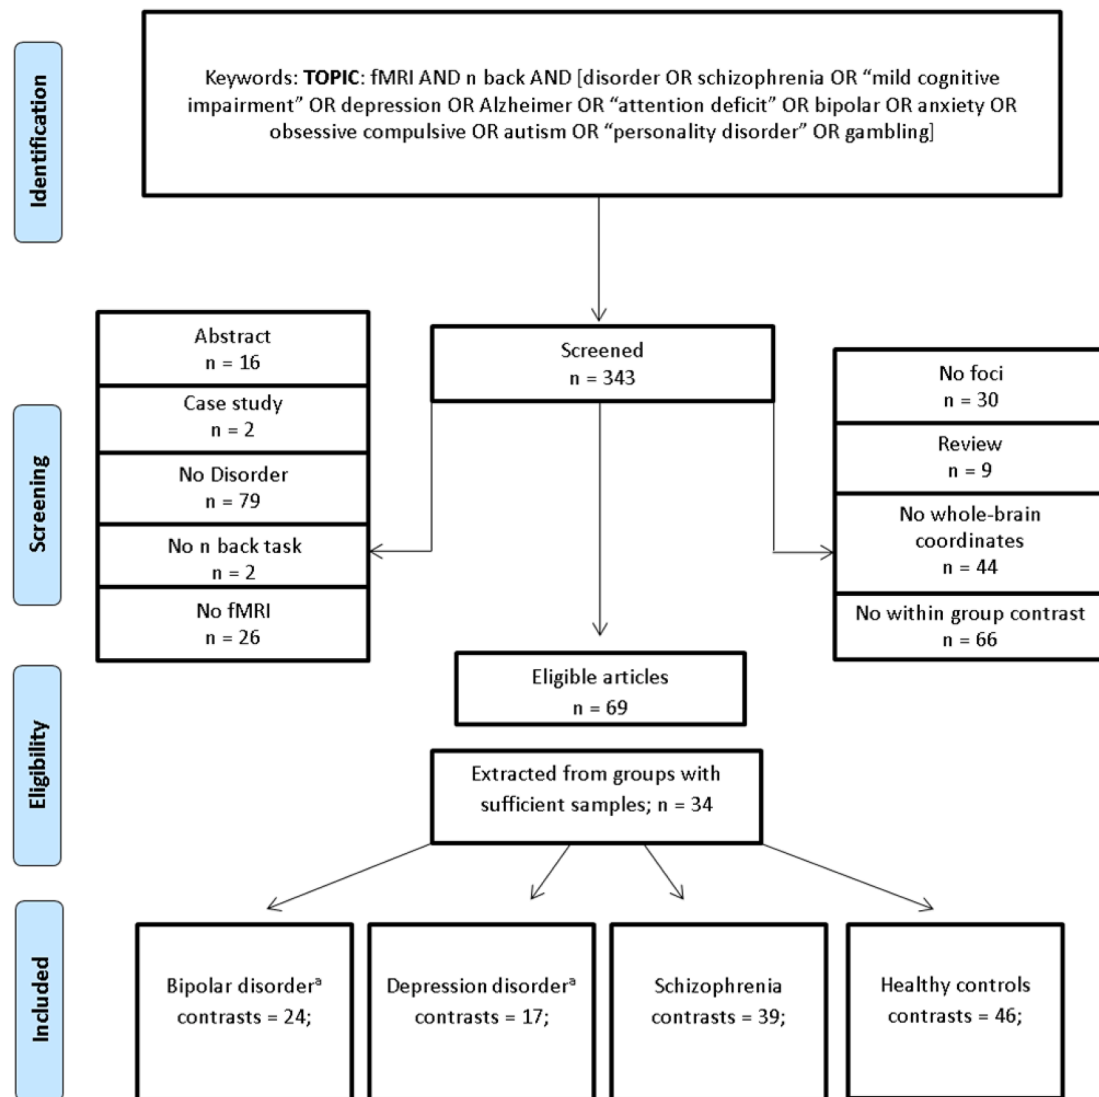 Identification
Keywords: TOPIC: fMRI AND n back AND [disorder OR schizophrenia OR “mild cognitive
impairment” OR depression OR Alzheimer OR “attention deficit” OR bipolar OR anxiety OR
obsessive compulsive OR autism OR “personality disorder” OR gambling]
Screening
Abstract
n = 16
Case study
n = 2
No Disorder
n = 79
No n back task
n = 2
No fMRI
n = 26
Screened
n = 343
No foci
n = 30
Review
n = 9
No whole-brain
coordinates
n = 44
No within group contrast
n = 66
Eligibility
Eligible articles
n = 69
Extracted from groups with
sufficient samples; n = 34
Included
Bipolar disorderᵃ
contrasts = 24;
Depression disorderᵃ
contrasts = 17;
Schizophrenia
contrasts = 39;
Healthy controls
contrasts = 46;